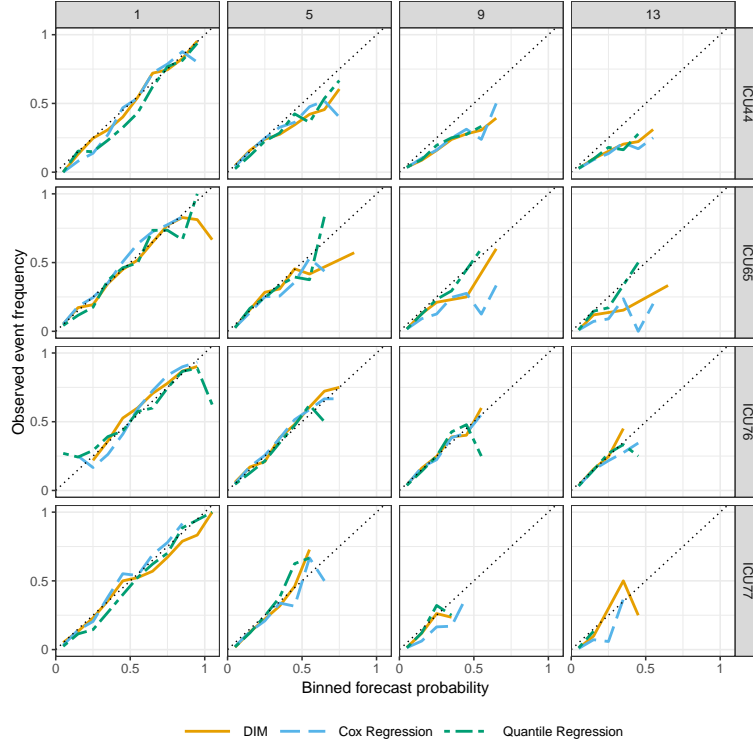 1 5 9 13
Observed event frequency
1
0.5
0
ICU44
1
0.5
0
ICU65
1
0.5
0
ICU76
1
0.5
0
ICU77
0 0.5 1 0 0.5 1 0 0.5 1 0 0.5 1
Binned forecast probability
DIM Cox Regression Quantile Regression